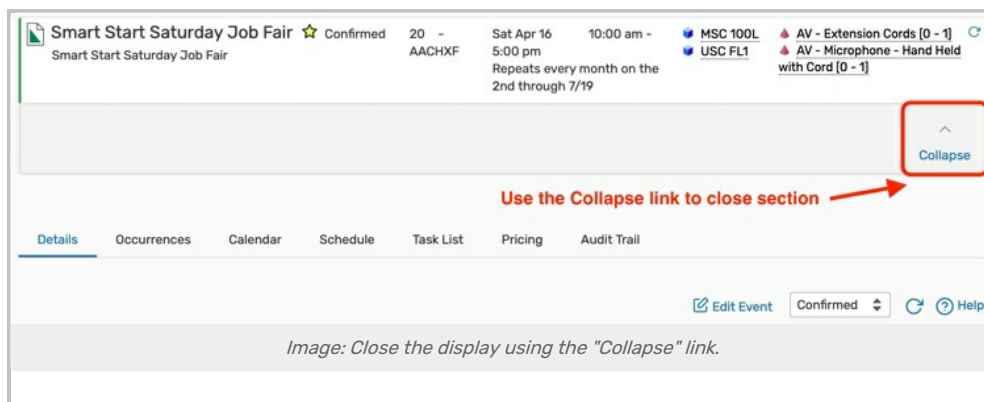 Smart Start Saturday Job Fair Confirmed 20 - Sat Apr 16 10:00 am - MSC 100L AV - Extension Cords [0 - 1]
Smart Start Saturday Job Fair AACHXF 5:00 pm USC FL1 AV - Microphone - Hand Held
Repeats every month on the with Cord [0 - 1]
2nd through 7/19
Collapse
Use the Collapse link to close section
Details Occurrences Calendar Schedule Task List Pricing Audit Trail
Edit Event Confirmed Help
Image: Close the display using the "Collapse" link.